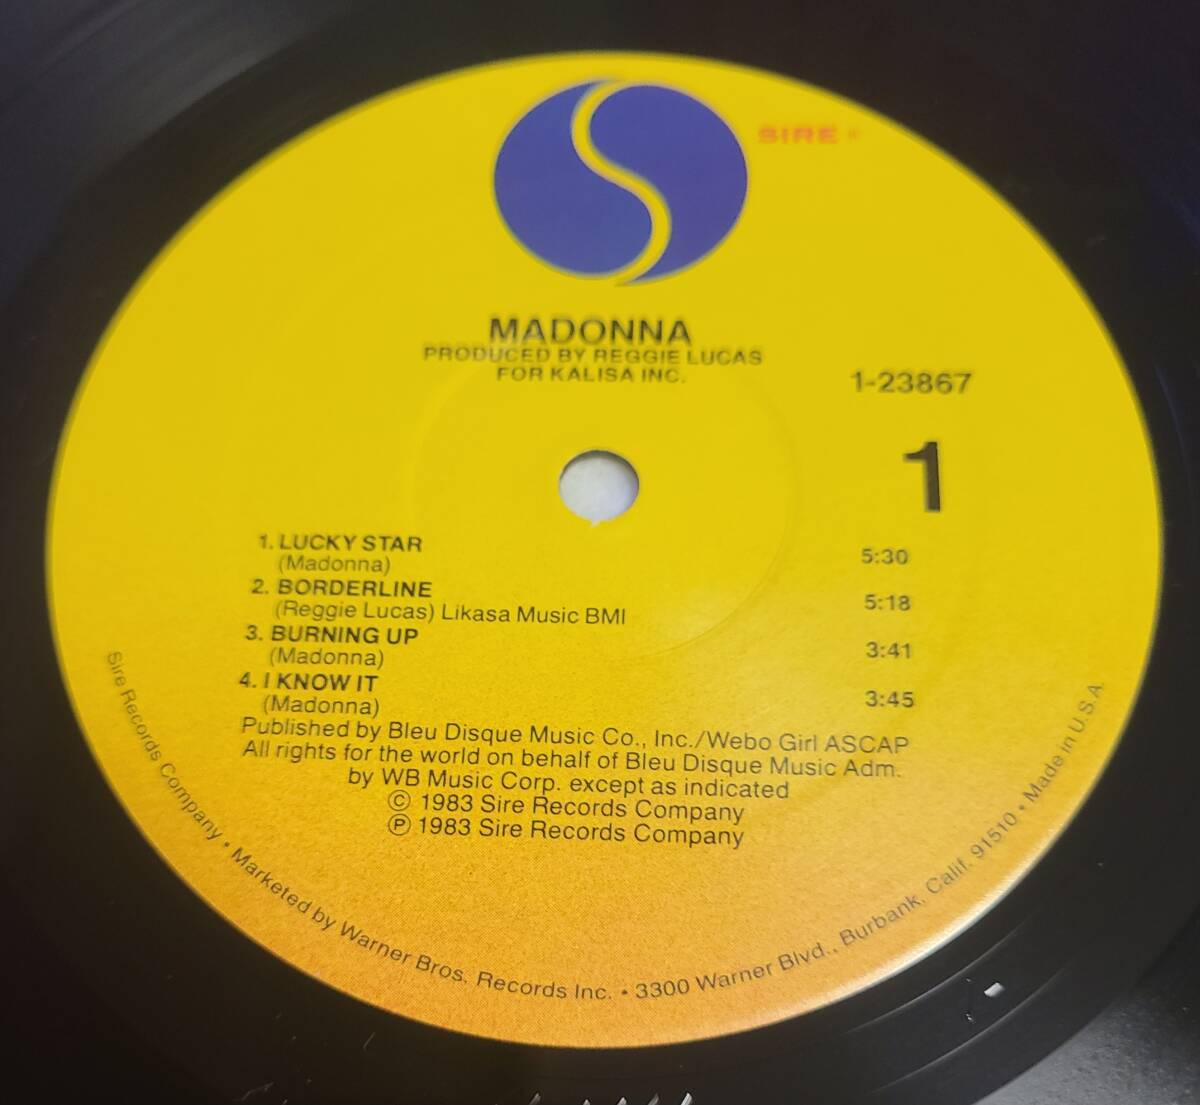 SIRE
MADONNA
PRODUCED BY REGGIE LUCAS
FOR KALISA INC.
1-23867
1
1. LUCKY STAR
(Madonna)
5:30
2. BORDERLINE
(Reggie Lucas) Likasa Music BMI
5:18
3. BURNING UP
(Madonna)
3:41
4. I KNOW IT
(Madonna)
3:45
Published by Bleu Disque Music Co., Inc./Webo Girl ASCAP
All rights for the world on behalf of Bleu Disque Music Adm.
by WB Music Corp. except as indicated
© 1983 Sire Records Company
℗ 1983 Sire Records Company
Sire Records Company • Marketed by Warner Bros. Records Inc. • 3300 Warner Blvd., Burbank, Calif. 91510 • Made in U.S.A.